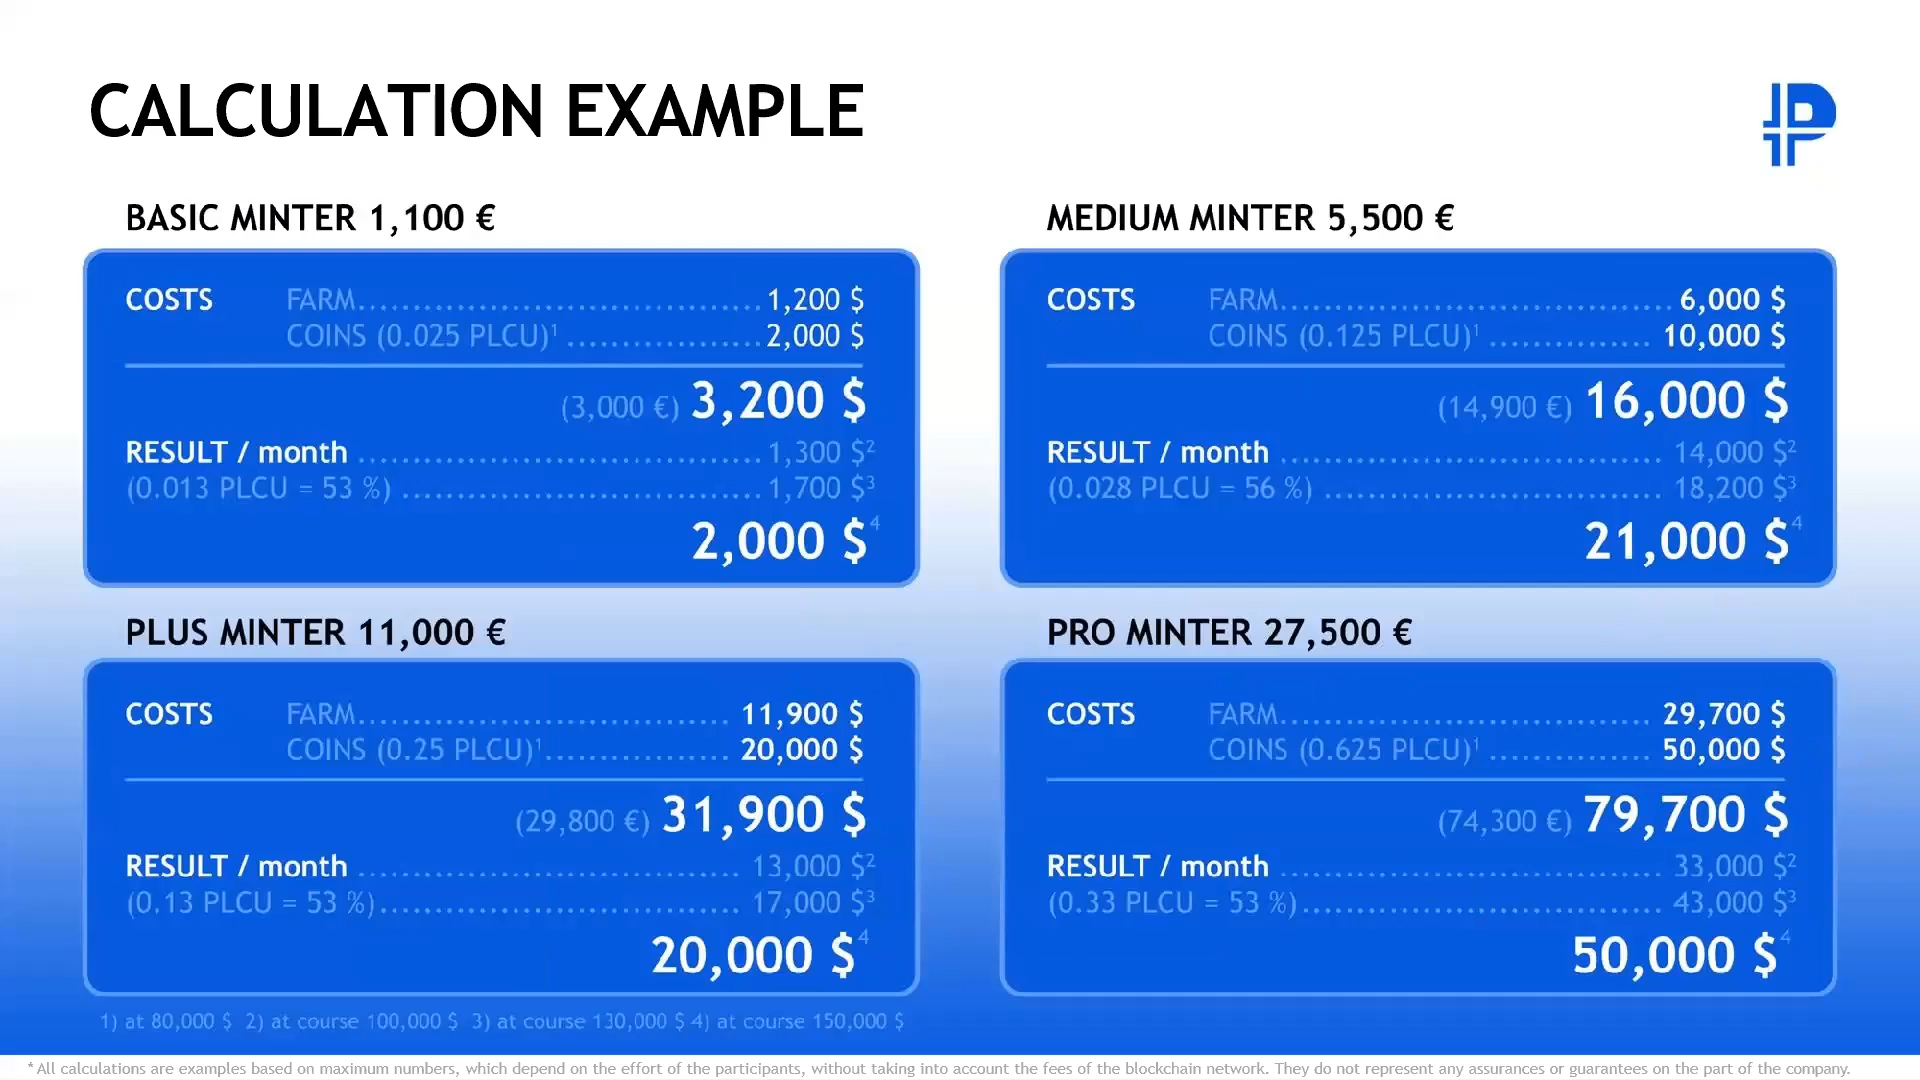 CALCULATION EXAMPLE
BASIC MINTER 1,100 €
COSTS FARM 1,200 $
COINS (0.025 PLCU)¹ 2,000 $
(3,000 €) 3,200 $
RESULT / month 1,300 $²
(0.013 PLCU = 53 %) 1,700 $³
2,000 $⁴
MEDIUM MINTER 5,500 €
COSTS FARM 6,000 $
COINS (0.125 PLCU)¹ 10,000 $
(14,900 €) 16,000 $
RESULT / month 14,000 $²
(0.028 PLCU = 56 %) 18,200 $³
21,000 $⁴
PLUS MINTER 11,000 €
COSTS FARM 11,900 $
COINS (0.25 PLCU)¹ 20,000 $
(29,800 €) 31,900 $
RESULT / month 13,000 $²
(0.13 PLCU = 53 %) 17,000 $³
20,000 $⁴
PRO MINTER 27,500 €
COSTS FARM 29,700 $
COINS (0.625 PLCU)¹ 50,000 $
(74,300 €) 79,700 $
RESULT / month 33,000 $²
(0.33 PLCU = 53 %) 43,000 $³
50,000 $⁴
1) at 80,000 $ 2) at course 100,000 $ 3) at course 130,000 $ 4) at course 150,000 $
* All calculations are examples based on maximum numbers, which depend on the effort of the participants, without taking into account the fees of the blockchain network. They do not represent any assurances or guarantees on the part of the company.